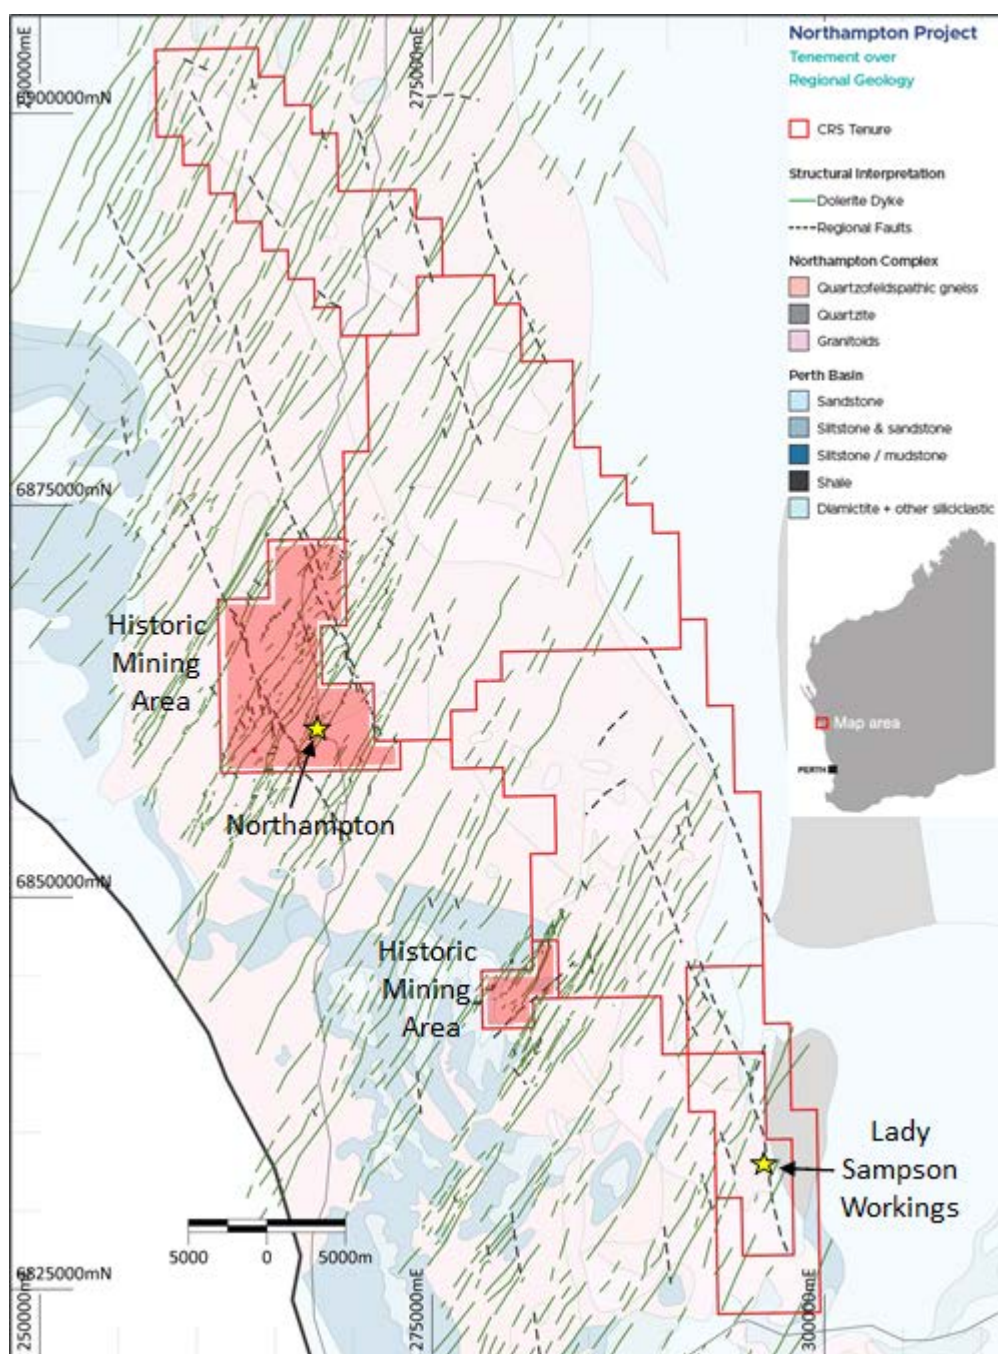 Northampton Project
Tenement over
Regional Geology
CRS Tenure
Structural Interpretation
Dolerite Dyke
Regional Faults
Northampton Complex
Quartzofeldspathic gneiss
Quartzite
Granitoids
Perth Basin
Sandstone
Siltstone & sandstone
Siltstone / mudstone
Shale
Diamictite + other siliciclastic
Map area
PERTH
275000mE
6900000mN
6875000mN
Historic
Mining
Area
Northampton
6850000mN
Historic
Mining
Area
Lady
Sampson
Workings
5000 0 5000m
6825000mN
275000mE